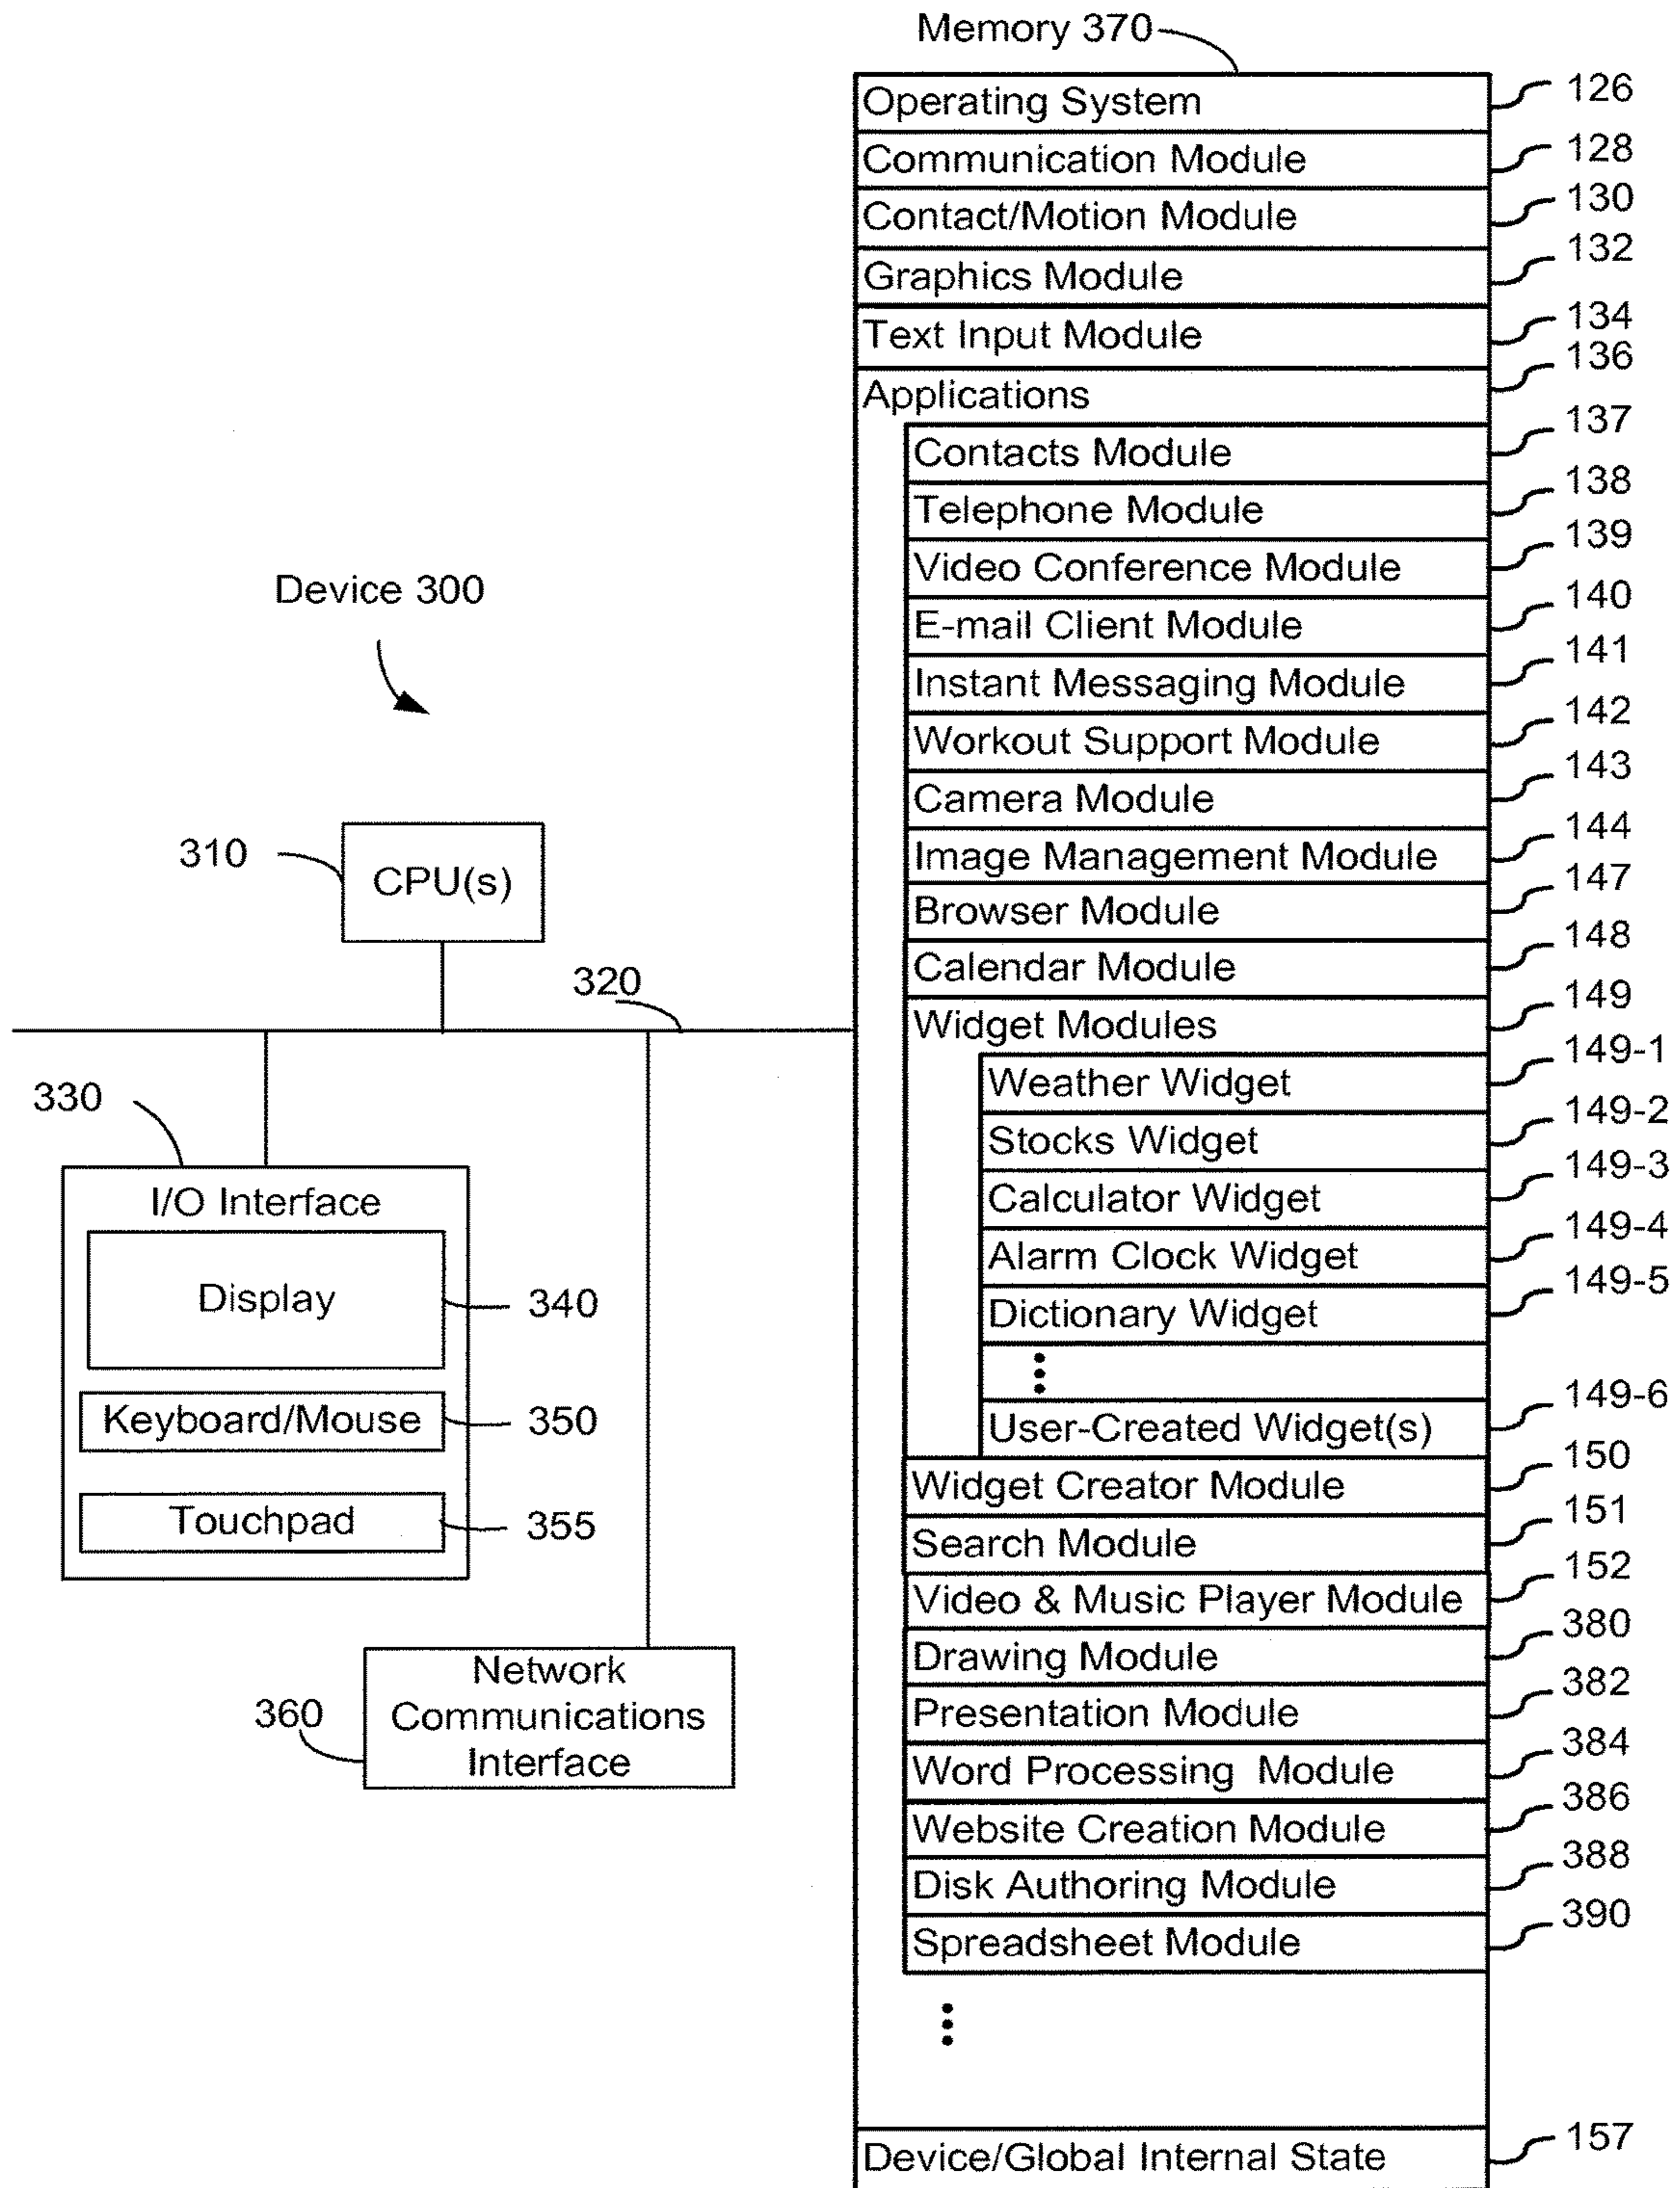 Memory 370
Operating System 126
Communication Module 128
Contact/Motion Module 130
Graphics Module 132
Text Input Module 134
Applications 136
Contacts Module 137
Telephone Module 138
Video Conference Module 139
E-mail Client Module 140
Instant Messaging Module 141
Workout Support Module 142
Camera Module 143
Image Management Module 144
Browser Module 147
Calendar Module 148
Widget Modules 149
Weather Widget 149-1
Stocks Widget 149-2
Calculator Widget 149-3
Alarm Clock Widget 149-4
Dictionary Widget 149-5
User-Created Widget(s) 149-6
Widget Creator Module 150
Search Module 151
Video & Music Player Module 152
Drawing Module 380
Presentation Module 382
Word Processing Module 384
Website Creation Module 386
Disk Authoring Module 388
Spreadsheet Module 390
Device/Global Internal State 157
Device 300
310
CPU(s)
320
330
I/O Interface
Display 340
Keyboard/Mouse 350
Touchpad 355
360
Network
Communications
Interface